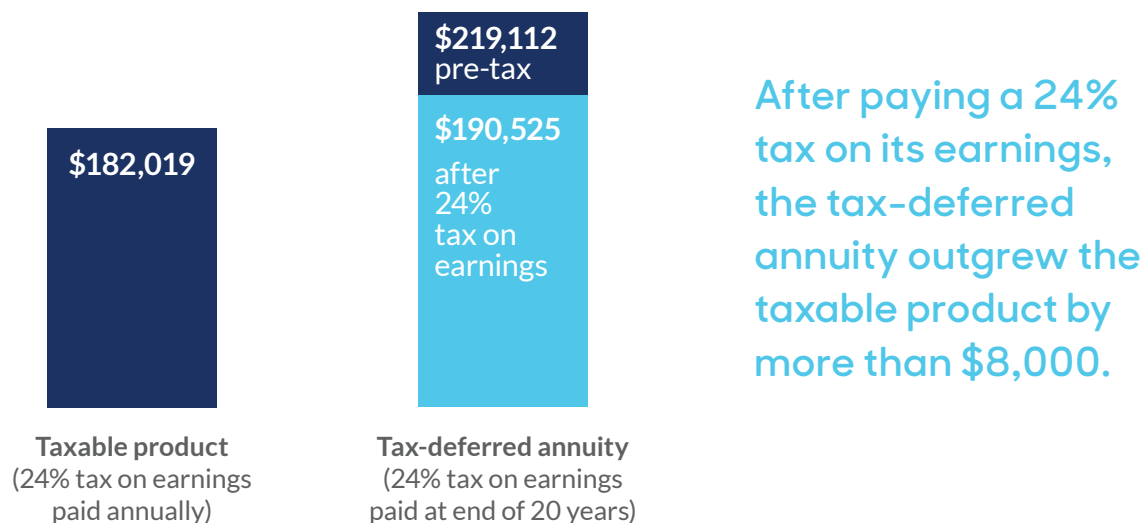 $182,019
Taxable product
(24% tax on earnings
paid annually)
$219,112
pre-tax
$190,525
after
24%
tax on
earnings
Tax-deferred annuity
(24% tax on earnings
paid at end of 20 years)
After paying a 24%
tax on its earnings,
the tax-deferred
annuity outgrew the
taxable product by
more than $8,000.